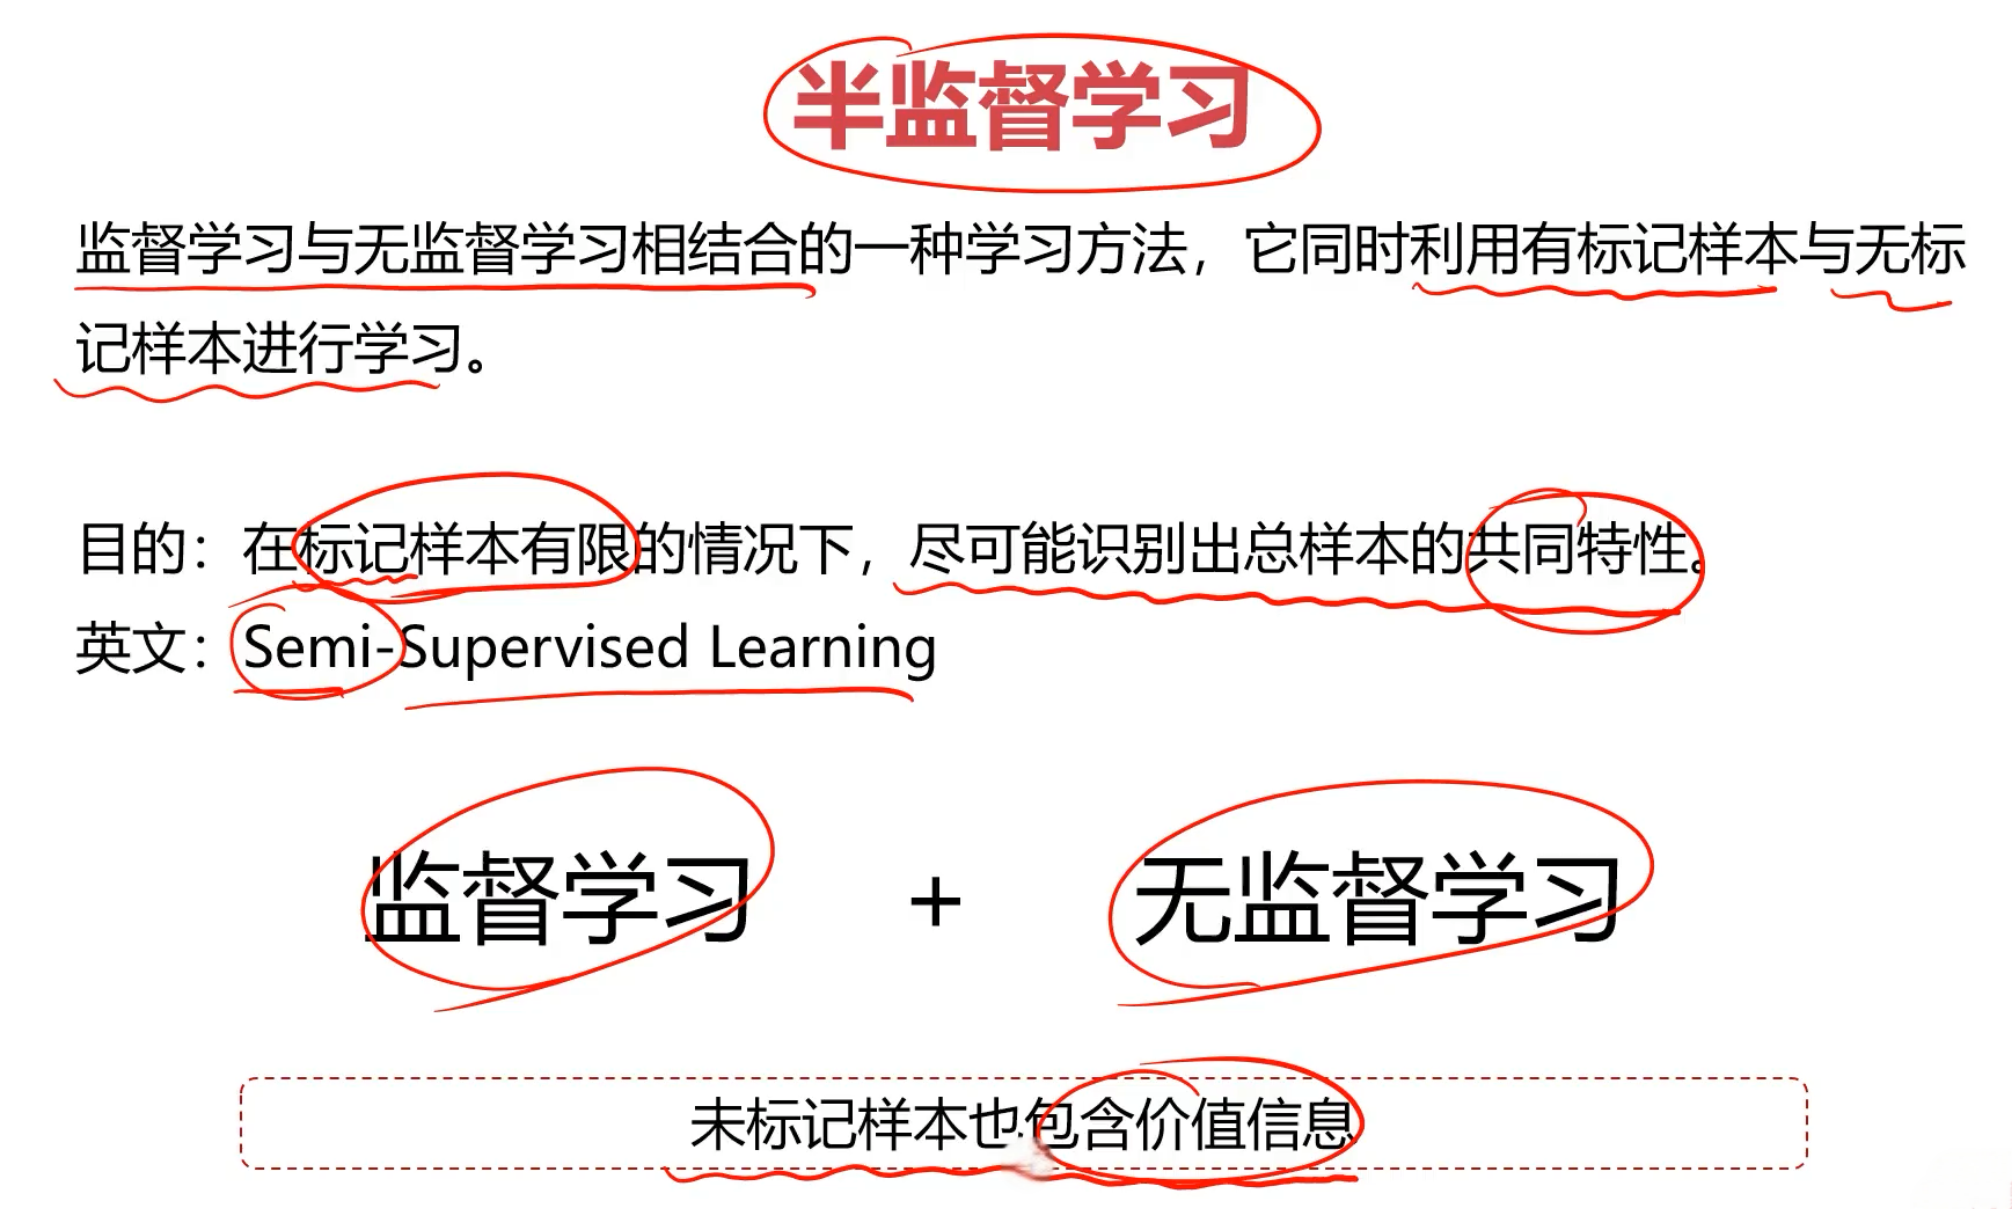 半监督学习
监督学习与无监督学习相结合的一种学习方法，它同时利用有标记样本与无标
记样本进行学习。
目的：在标记样本有限的情况下，尽可能识别出总样本的共同特性。
英文：Semi-Supervised Learning
监督学习 + 无监督学习
未标记样本也包含价值信息